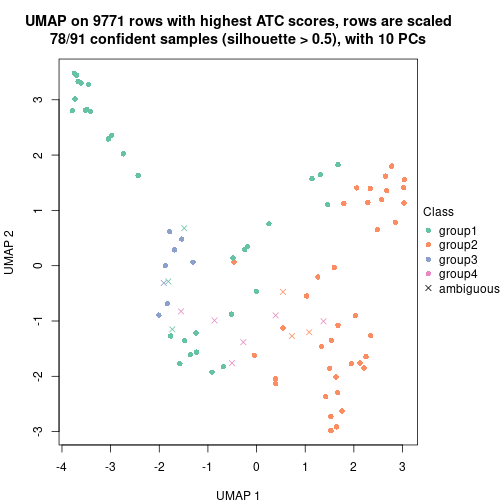 UMAP on 9771 rows with highest ATC scores, rows are scaled
78/91 confident samples (silhouette > 0.5), with 10 PCs
3
2
1
0
-1
-2
-3
UMAP 2
-4 -3 -2 -1 0 1 2 3
UMAP 1
Class
group1
group2
group3
group4
ambiguous